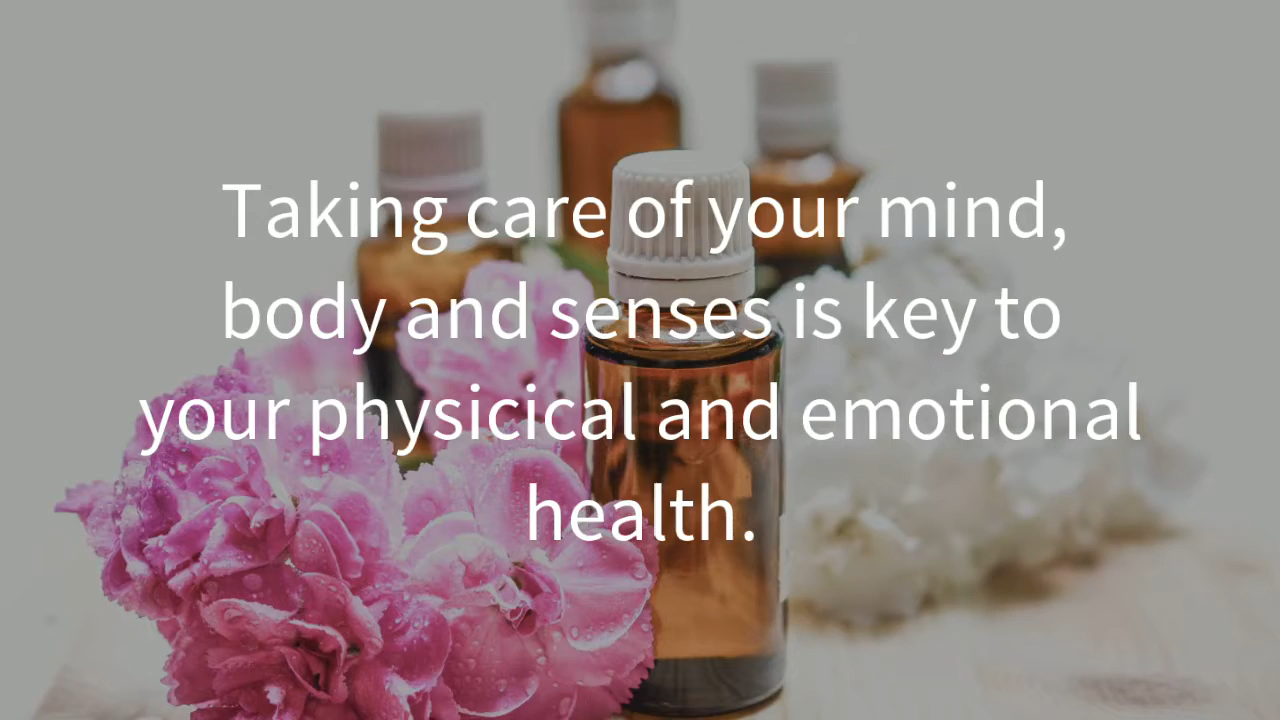 Taking care of your mind,
body and senses is key to
your physicical and emotional
health.